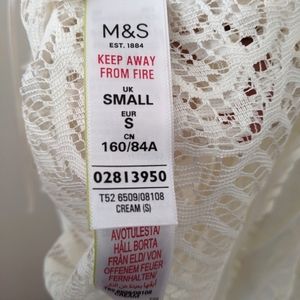 M&S
EST. 1884
KEEP AWAY
FROM FIRE
UK
SMALL
EUR
S
CN
160/84A
02813950
T52 6509/08108
CREAM (S)
AVOTULESTA/
HÅLL BORTA
FRÅN ELD/ VON
OFFENEM FEUER
FERNHALTEN/